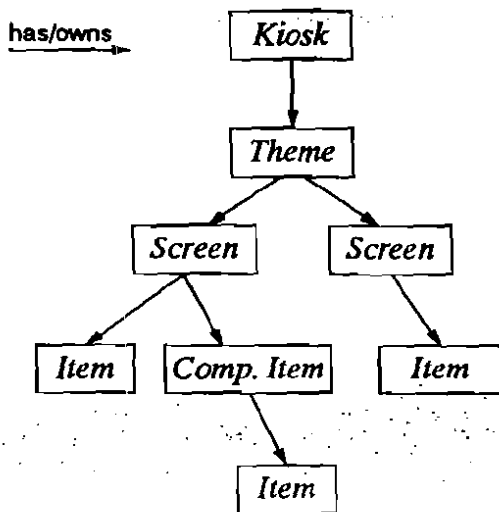 has/owns
Kiosk
Theme
Screen
Screen
Item
Comp. Item
Item
Item